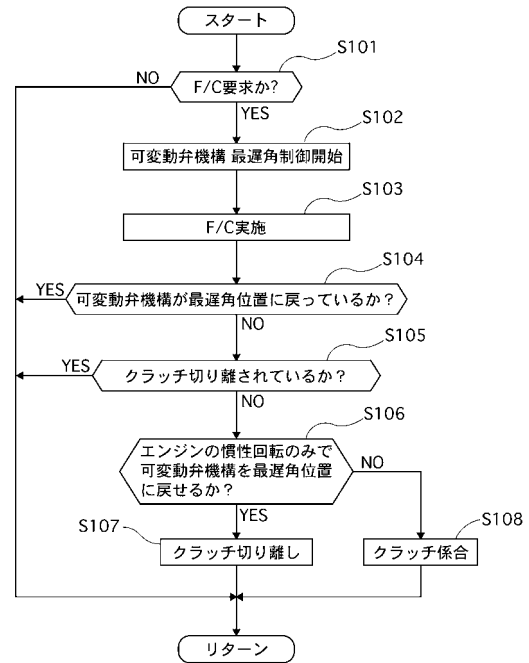 スタート
S101
F/C要求か?
NO
YES
S102
可変動弁機構 最遅角制御開始
S103
F/C実施
S104
可変動弁機構が最遅角位置に戻っているか？
YES
NO
S105
クラッチ切り離されているか？
YES
NO
S106
エンジンの慣性回転のみで
可変動弁機構を最遅角位置
に戻せるか？
NO
YES
S107
クラッチ切り離し
S108
クラッチ係合
リターン